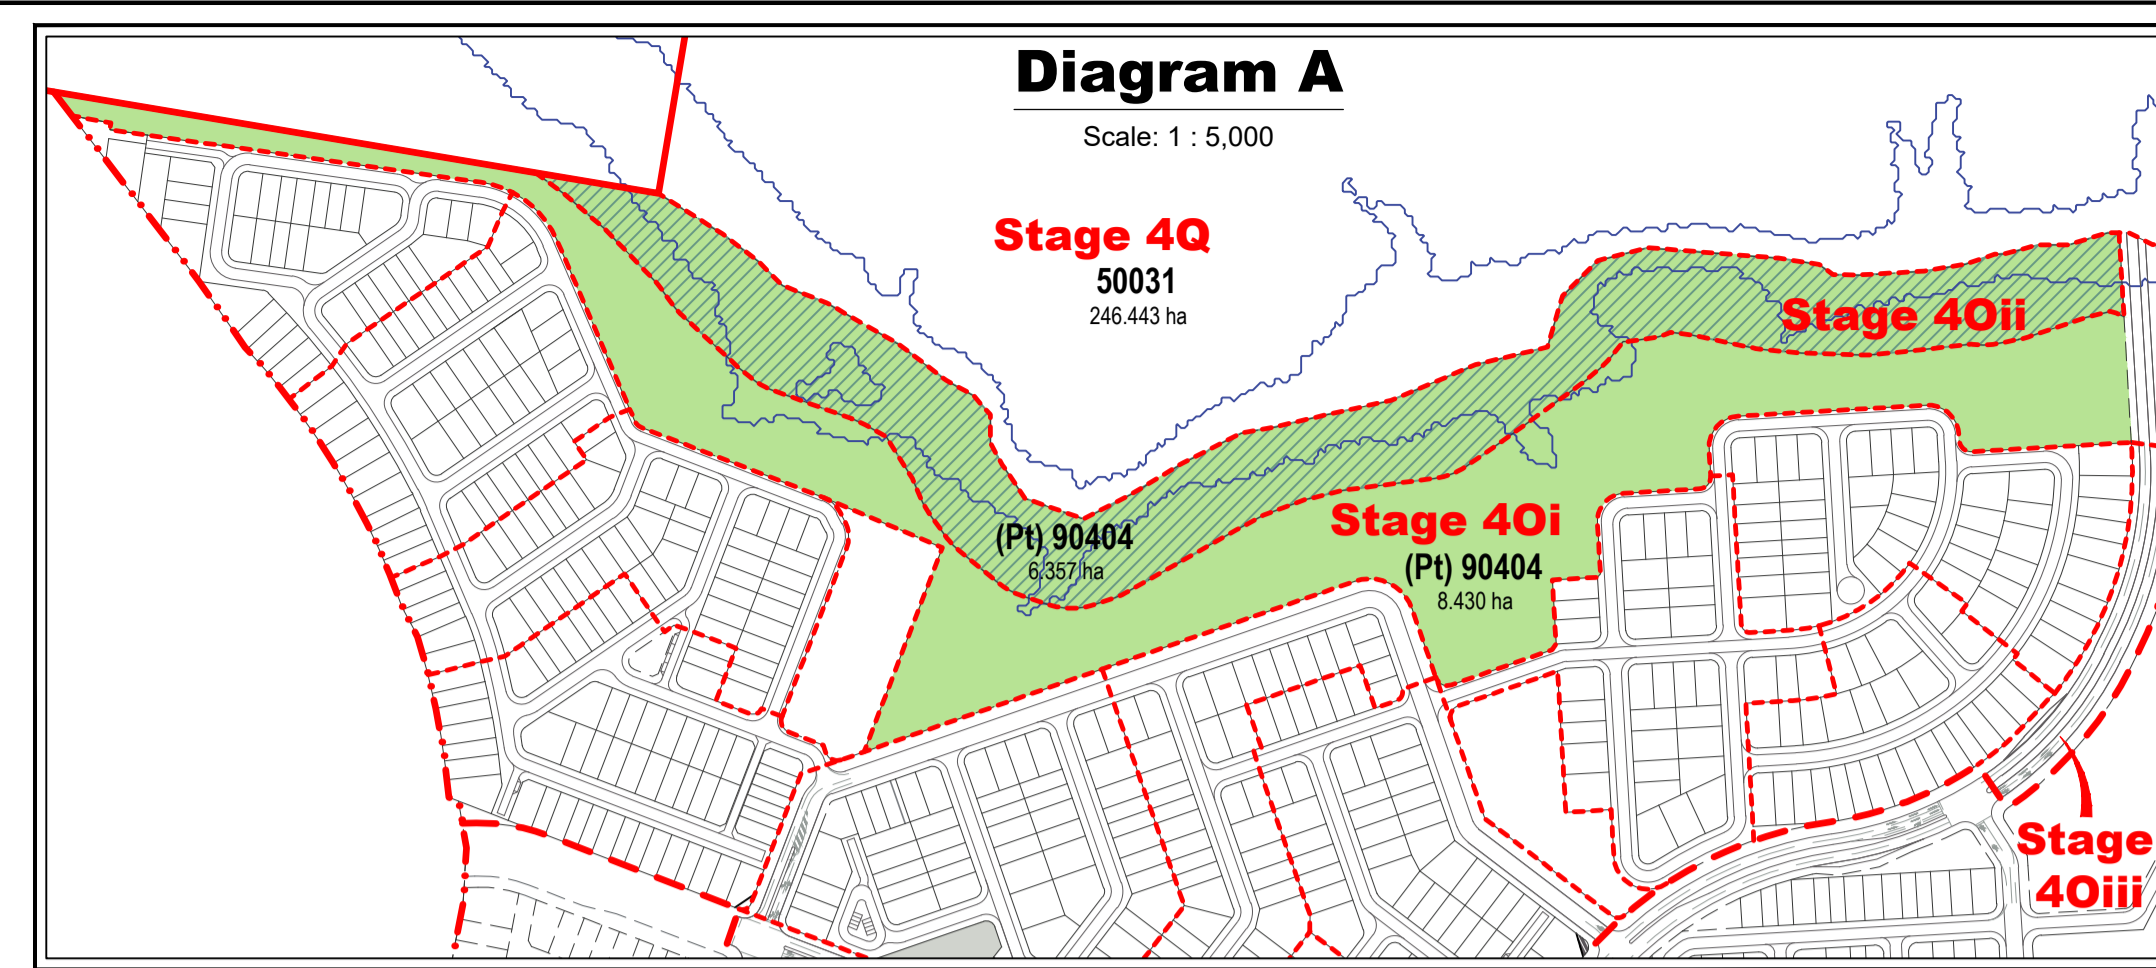 Diagram A
Scale: 1 : 5,000
Stage 4Q
50031
246.443 ha
Stage 4Oii
Stage 4Oi
(Pt) 90404
8.430 ha
(Pt) 90404
6.357 ha
Stage
4Oiii